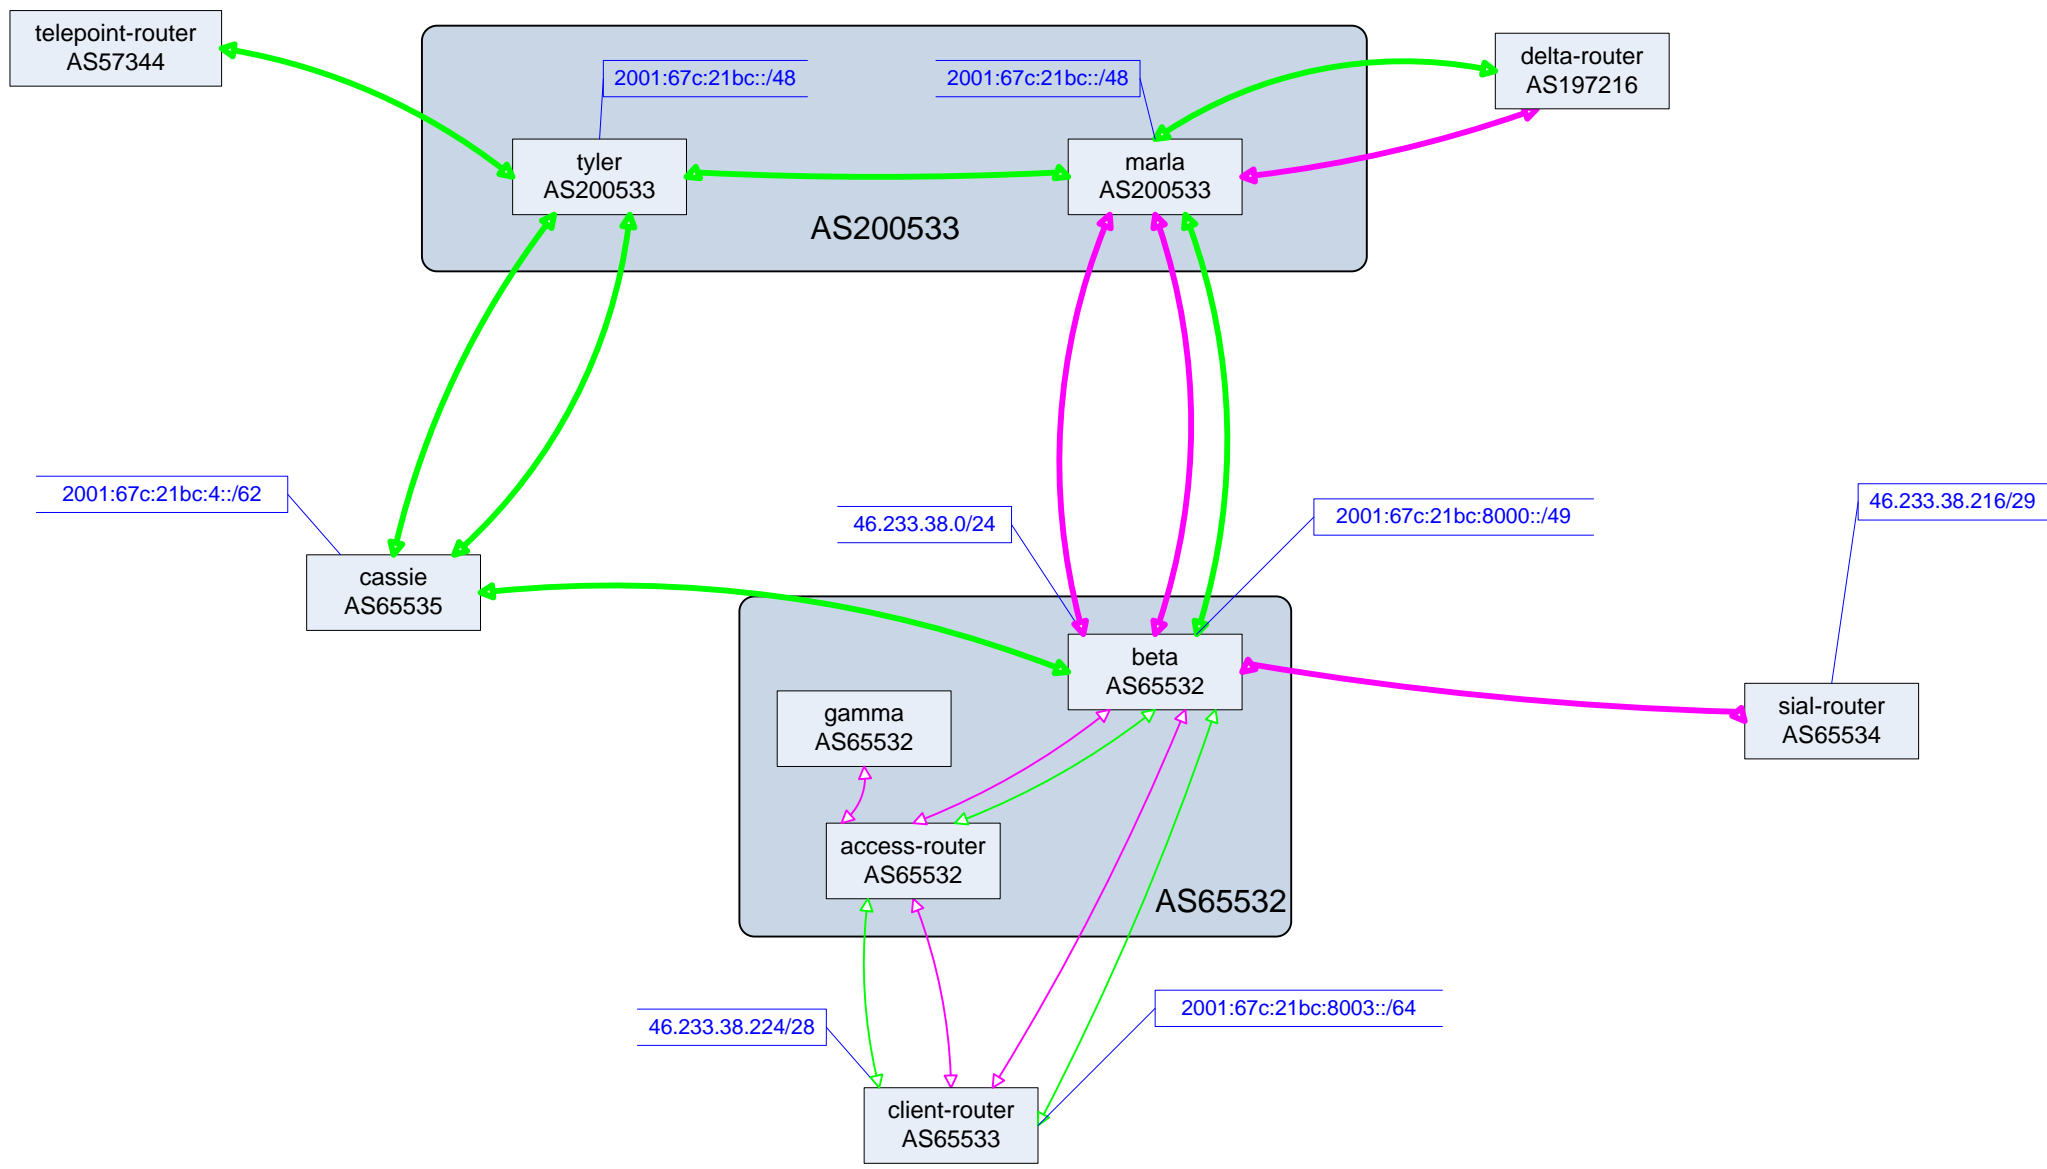 telepoint-router
AS57344
delta-router
AS197216
2001:67c:21bc::/48
2001:67c:21bc::/48
tyler
AS200533
marla
AS200533
AS200533
2001:67c:21bc:4::/62
46.233.38.0/24
2001:67c:21bc:8000::/49
46.233.38.216/29
cassie
AS65535
beta
AS65532
gamma
AS65532
sial-router
AS65534
access-router
AS65532
AS65532
46.233.38.224/28
2001:67c:21bc:8003::/64
client-router
AS65533